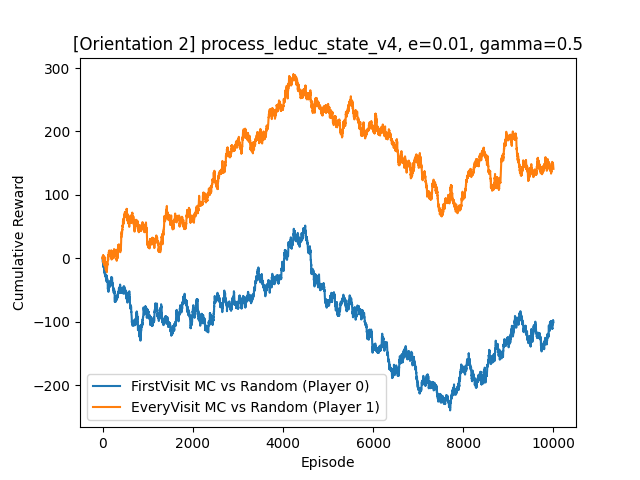 [Orientation 2] process_leduc_state_v4, e=0.01, gamma=0.5
300
200
100
0
−100
−200
Cumulative Reward
FirstVisit MC vs Random (Player 0)
EveryVisit MC vs Random (Player 1)
0 2000 4000 6000 8000 10000
Episode